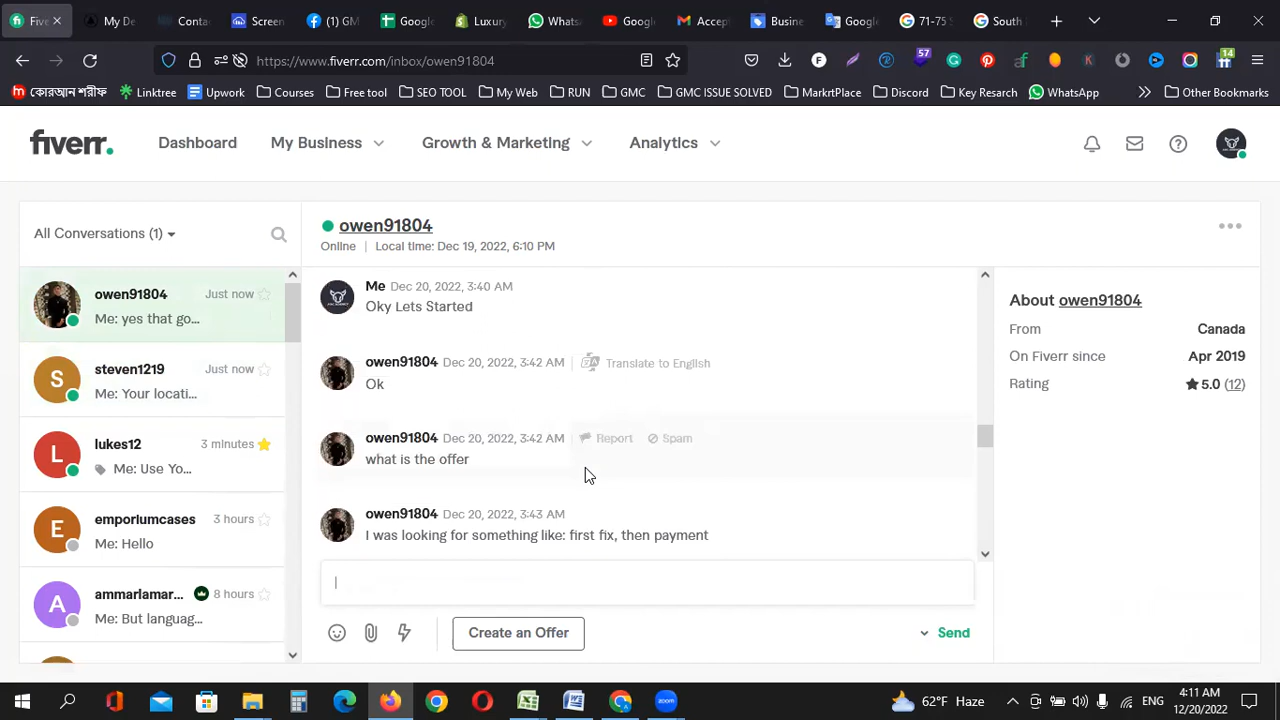 Five
My De
Conta
Screen
(1) GM
Google
Luxury
Whats
Google
Accep
Busine
Google
71-75 S
South
https://www.fiverr.com/inbox/owen91804
57
14
কোরআন শরীফ
Linktree
Upwork
Courses
Free tool
SEO TOOL
My Web
RUN
GMC
GMC ISSUE SOLVED
MarkrtPlace
Discord
Key Resarch
WhatsApp
Other Bookmarks
fiverr.
Dashboard
My Business
Growth & Marketing
Analytics
All Conversations (1)
owen91804
Just now
Me: yes that go...
S
steven1219
Just now
Me: Your locati...
L
lukes12
3 minutes
Me: Use Yo...
E
emporiumcases
3 hours
Me: Hello
A
ammarlamar...
8 hours
Me: But languag...
owen91804
Online | Local time: Dec 19, 2022, 6:10 PM
Me Dec 20, 2022, 3:40 AM
Oky Lets Started
owen91804 Dec 20, 2022, 3:42 AM | Translate to English
Ok
owen91804 Dec 20, 2022, 3:42 AM | Report Spam
what is the offer
owen91804 Dec 20, 2022, 3:43 AM
I was looking for something like: first fix, then payment
Create an Offer
Send
About owen91804
From Canada
On Fiverr since Apr 2019
Rating 5.0 (12)
62°F Haze
ENG
4:11 AM
12/20/2022